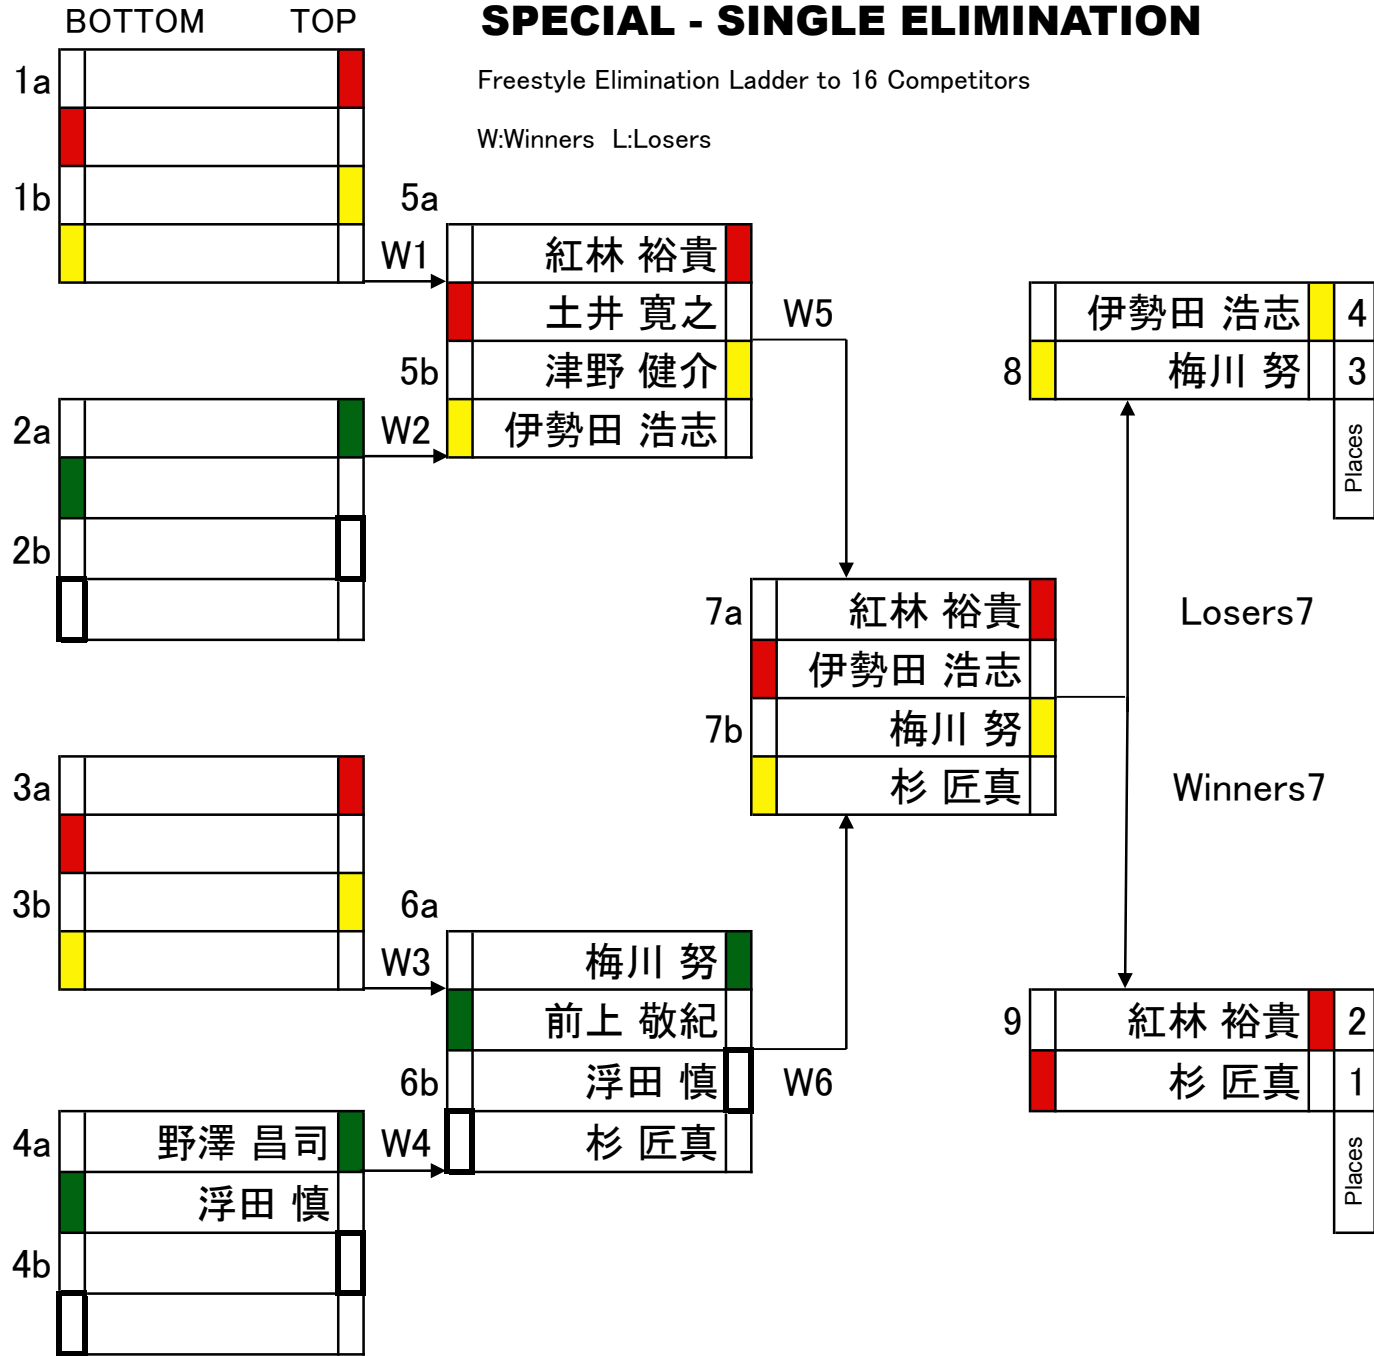 BOTTOM TOP
SPECIAL - SINGLE ELIMINATION
Freestyle Elimination Ladder to 16 Competitors
W:Winners L:Losers
1a
1b
W1
2a
2b
W2
3a
3b
W3
4a 野澤 昌司
浮田 慎
4b
W4
5a
紅林 裕貴
土井 寛之
5b 津野 健介
伊勢田 浩志
W5
6a
梅川 努
前上 敬紀
6b 浮田 慎
杉 匠真
W6
7a 紅林 裕貴
伊勢田 浩志
7b 梅川 努
杉 匠真
Losers7
Winners7
伊勢田 浩志 4
8 梅川 努 3
Places
9 紅林 裕貴 2
杉 匠真 1
Places